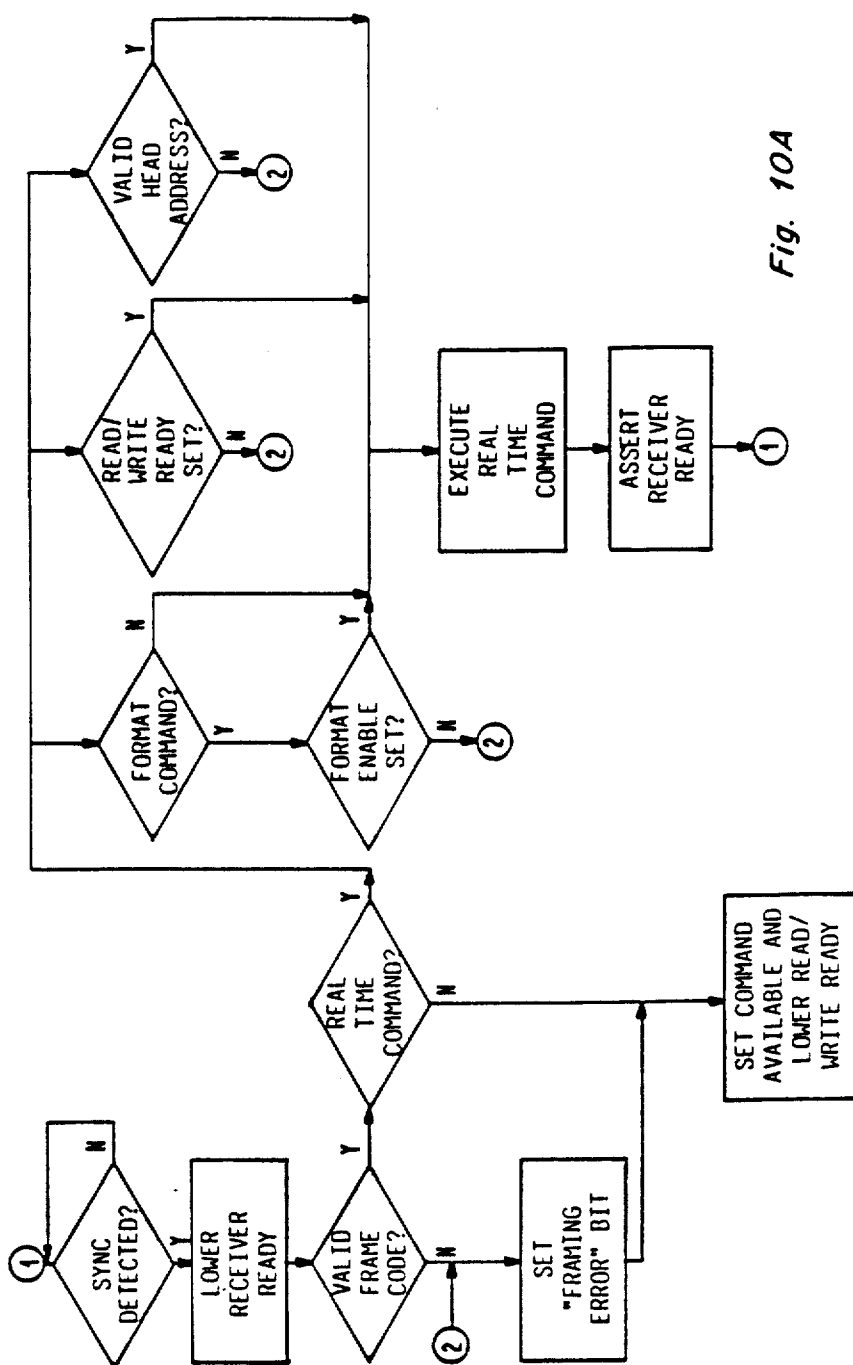 1
SYNC
DETECTED?
N
Y
LOWER
RECEIVER
READY
VALID
FRAME
CODE?
Y
N
2
SET
"FRAMING
ERROR" BIT
REAL
TIME
COMMAND?
Y
N
SET COMMAND
AVAILABLE AND
LOWER READ/
WRITE READY
FORMAT
COMMAND?
N
Y
FORMAT
ENABLE
SET?
Y
N
2
READ/
WRITE
READY
SET?
Y
N
2
VALID
HEAD
ADDRESS?
Y
N
2
EXECUTE
REAL
TIME
COMMAND
ASSERT
RECEIVER
READY
1
Fig. 10A